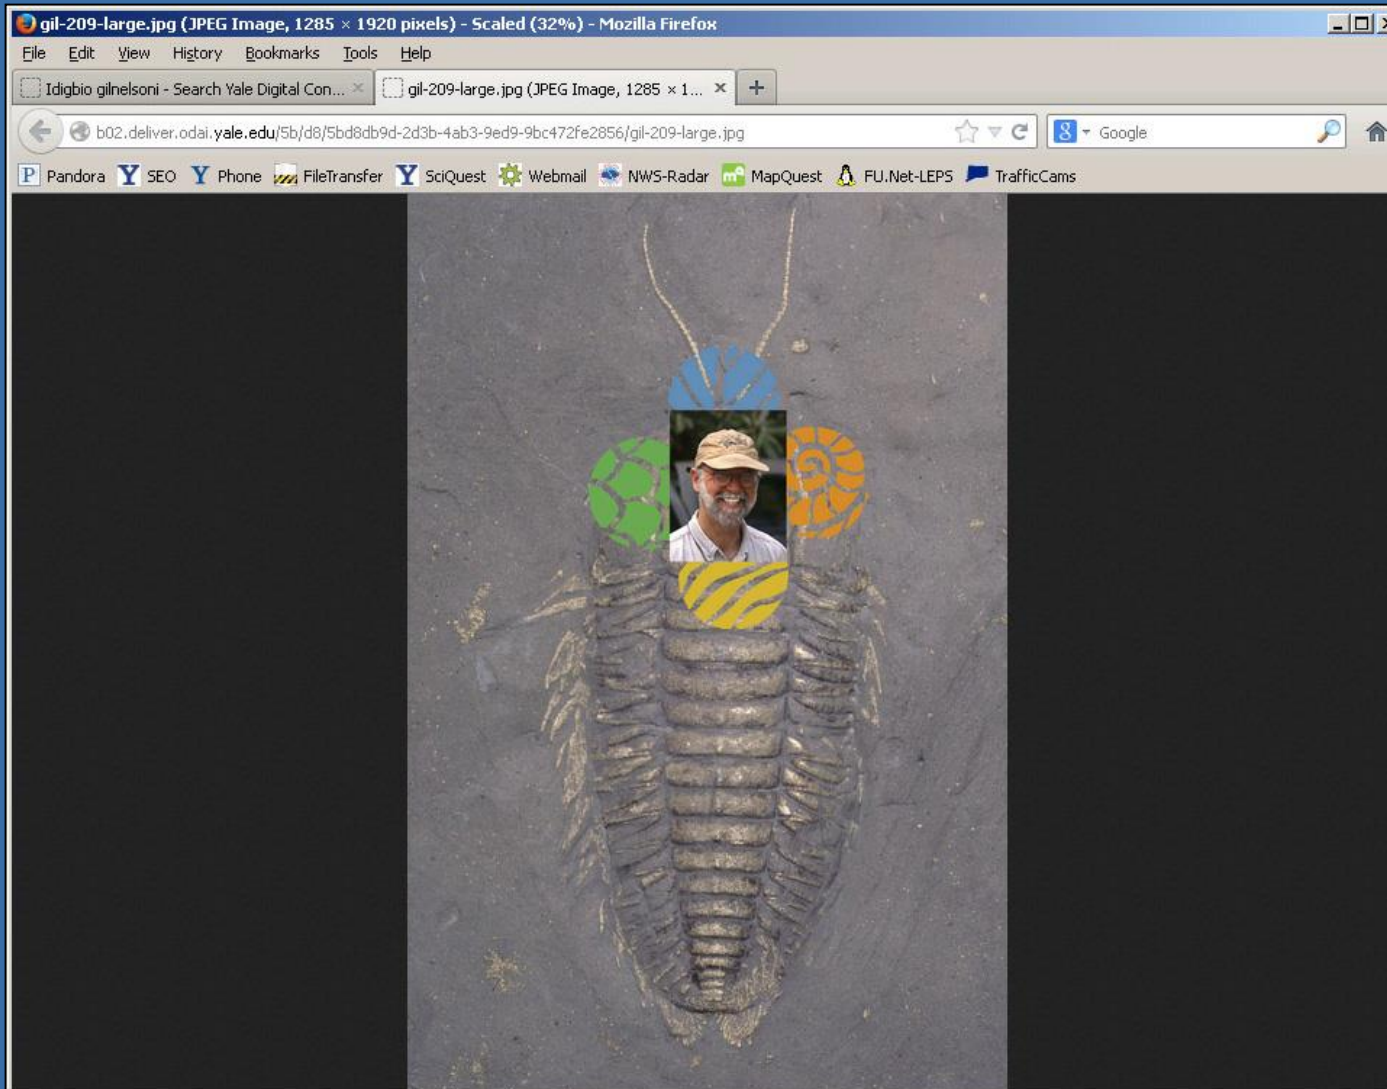 gil-209-large.jpg (JPEG Image, 1285 × 1920 pixels) - Scaled (32%) - Mozilla Firefox
File Edit View History Bookmarks Tools Help
Idigbio gilnelsoni - Search Yale Digital Con... × gil-209-large.jpg (JPEG Image, 1285 × 1... × +
b02.deliver.odai.yale.edu/5b/d8/5bd8db9d-2d3b-4ab3-9ed9-9bc472fe2856/gil-209-large.jpg 8 Google
P Pandora Y SEO Y Phone FileTransfer Y SciQuest Webmail NWS-Radar mq MapQuest FU.Net-LEPS TrafficCams